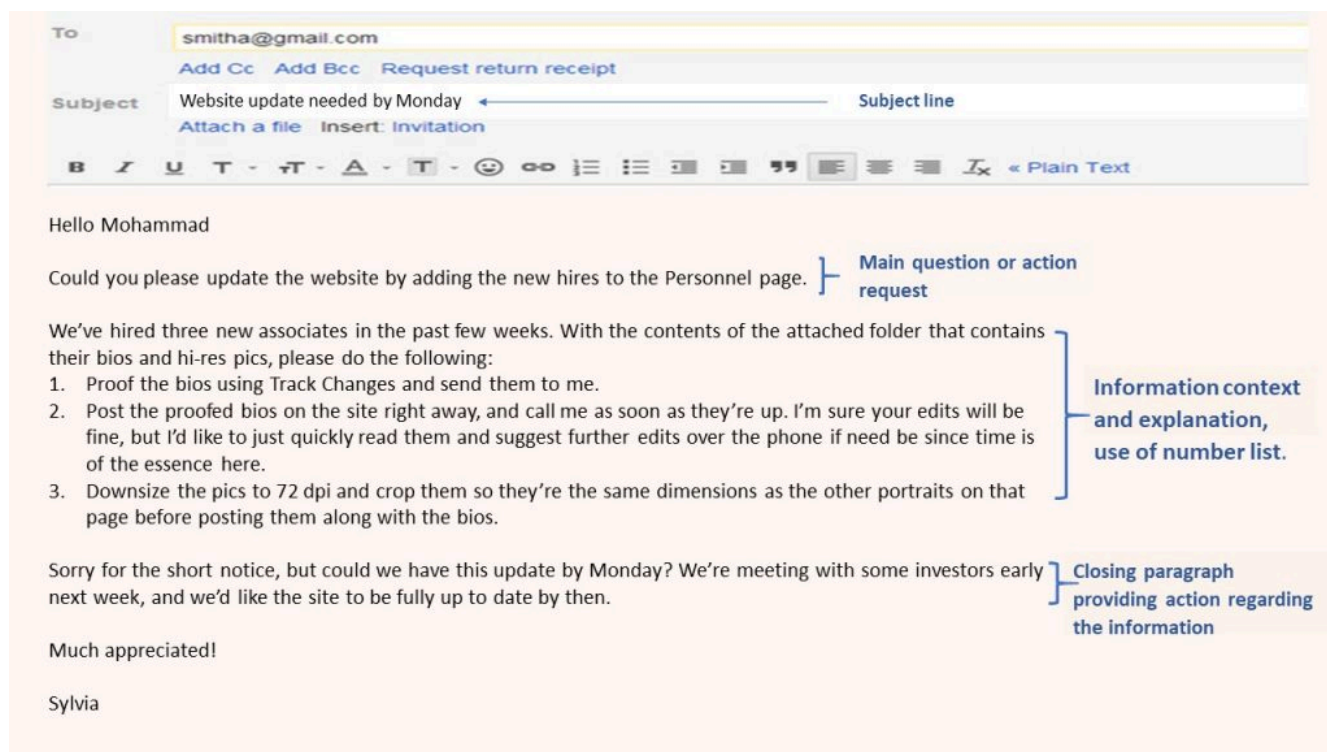 To smitha@gmail.com
Add Cc Add Bcc Request return receipt
Subject Website update needed by Monday Subject line
Attach a file Insert: Invitation
B I U T - тT - A - T - ” Tx « Plain Text
Hello Mohammad
Could you please update the website by adding the new hires to the Personnel page.
Main question or action
request
We’ve hired three new associates in the past few weeks. With the contents of the attached folder that contains
their bios and hi-res pics, please do the following:
1. Proof the bios using Track Changes and send them to me.
2. Post the proofed bios on the site right away, and call me as soon as they’re up. I’m sure your edits will be
fine, but I’d like to just quickly read them and suggest further edits over the phone if need be since time is
of the essence here.
3. Downsize the pics to 72 dpi and crop them so they’re the same dimensions as the other portraits on that
page before posting them along with the bios.
Information context
and explanation,
use of number list.
Sorry for the short notice, but could we have this update by Monday? We’re meeting with some investors early
next week, and we’d like the site to be fully up to date by then.
Closing paragraph
providing action regarding
the information
Much appreciated!
Sylvia